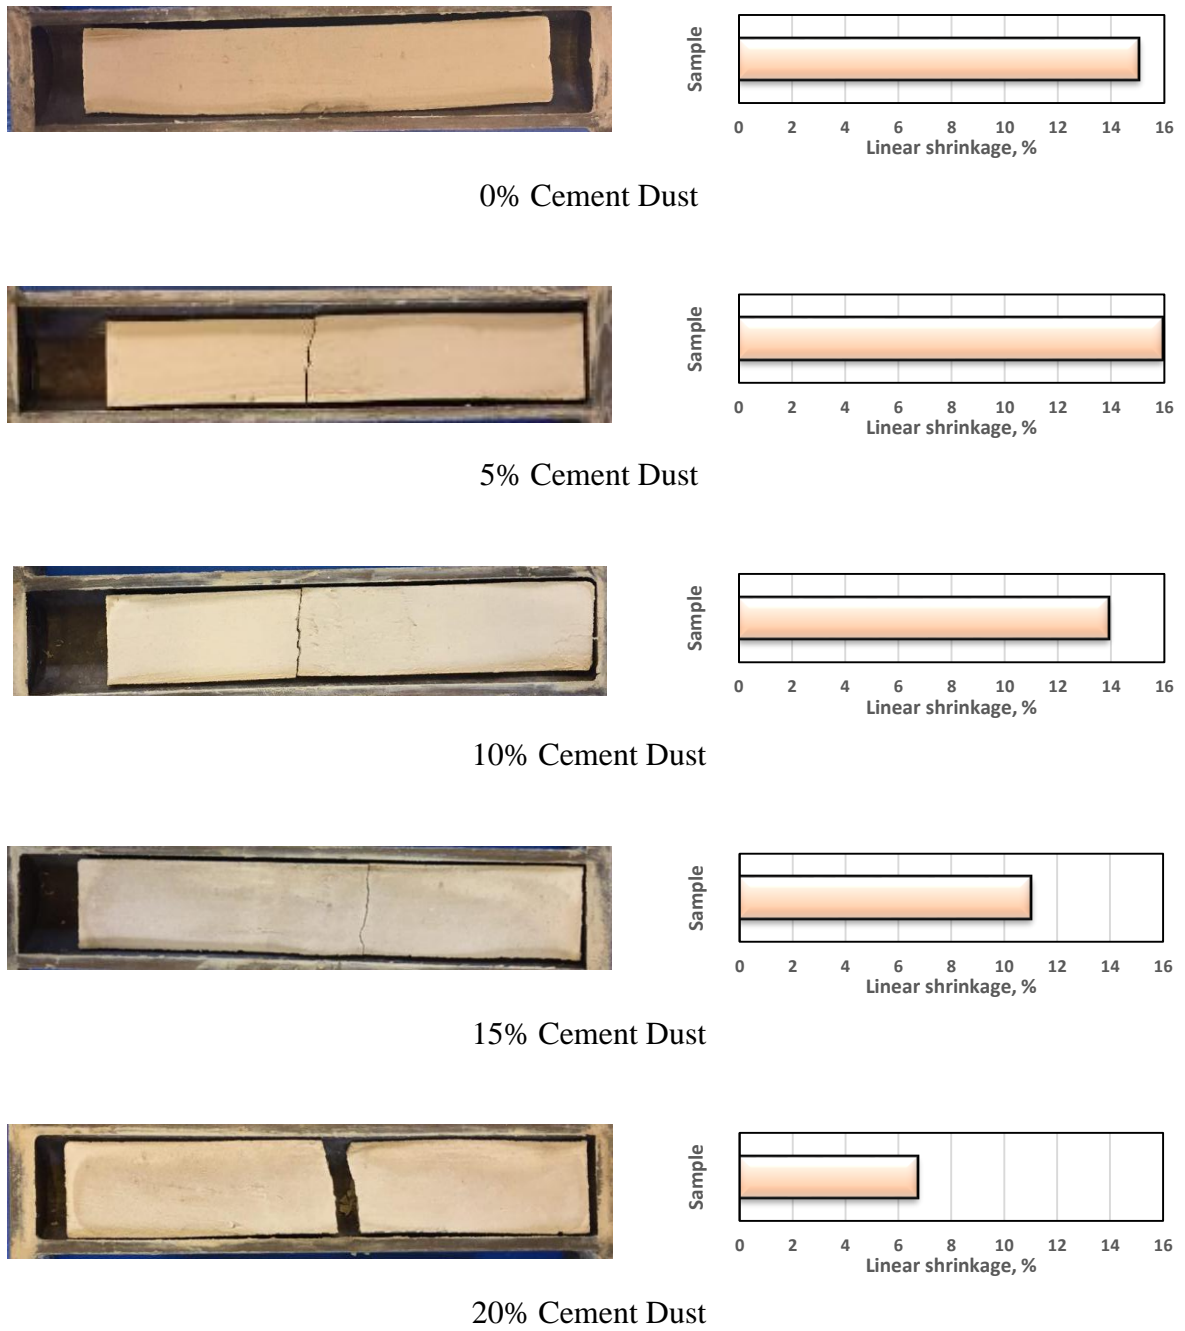 Sample
0 2 4 6 8 10 12 14 16
Linear shrinkage, %
0% Cement Dust
Sample
0 2 4 6 8 10 12 14 16
Linear shrinkage, %
5% Cement Dust
Sample
0 2 4 6 8 10 12 14 16
Linear shrinkage, %
10% Cement Dust
Sample
0 2 4 6 8 10 12 14 16
Linear shrinkage, %
15% Cement Dust
Sample
0 2 4 6 8 10 12 14 16
Linear shrinkage, %
20% Cement Dust